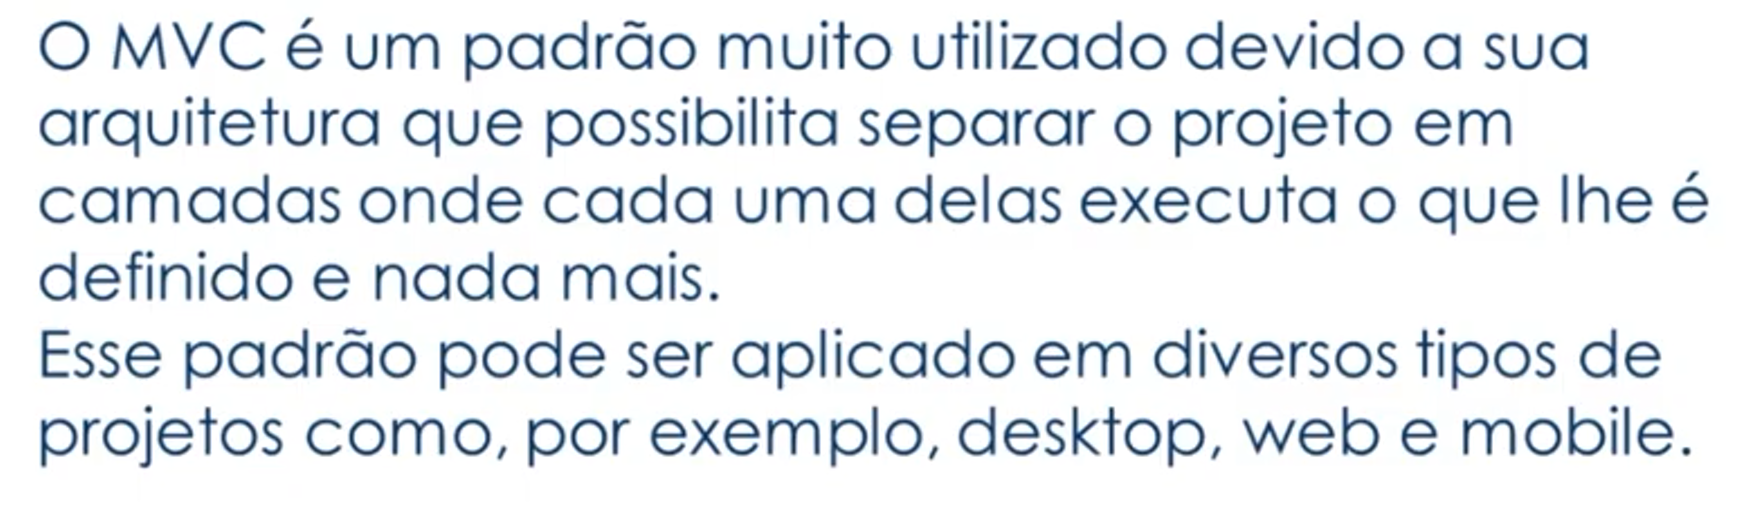 O MVC é um padrão muito utilizado devido a sua
arquitetura que possibilita separar o projeto em
camadas onde cada uma delas executa o que lhe é
definido e nada mais.
Esse padrão pode ser aplicado em diversos tipos de
projetos como, por exemplo, desktop, web e mobile.